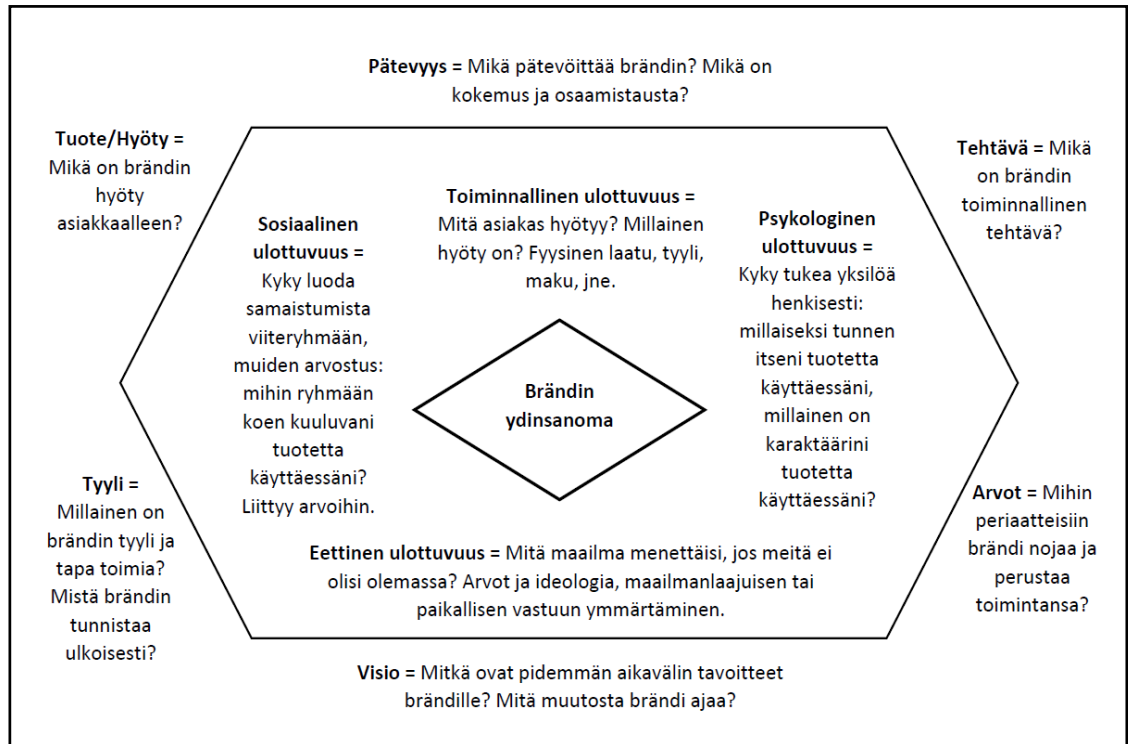 Pätevyys = Mikä pätevöittää brändin? Mikä on
kokemus ja osaamistausta?
Tuote/Hyöty =
Mikä on brändin
hyöty
asiakkaalleen?
Tehtävä = Mikä
on brändin
toiminnallinen
tehtävä?
Toiminnallinen ulottuvuus =
Mitä asiakas hyötyy? Millainen
hyöty on? Fyysinen laatu, tyyli,
maku, jne.
Sosiaalinen
ulottuvuus =
Kyky luoda
samaistumista
viiteryhmään,
muiden arvostus:
mihin ryhmään
koen kuuluvani
tuotetta
käyttäessäni?
Liittyy arvoihin.
Psykologinen
ulottuvuus =
Kyky tukea yksilöä
henkisesti:
millaiseksi tunnen
itseni tuotetta
käyttäessäni,
millainen on
karaktäärini
tuotetta
käyttäessäni?
Brändin
ydinsanoma
Tyyli =
Millainen on
brändin tyyli ja
tapa toimia?
Mistä brändin
tunnistaa
ulkoisesti?
Arvot = Mihin
periaatteisiin
brändi nojaa ja
perustaa
toimintansa?
Eettinen ulottuvuus = Mitä maailma menettäisi, jos meitä ei
olisi olemassa? Arvot ja ideologia, maailmanlaajuisen tai
paikallisen vastuun ymmärtäminen.
Visio = Mitkä ovat pidemmän aikavälin tavoitteet
brändille? Mitä muutosta brändi ajaa?